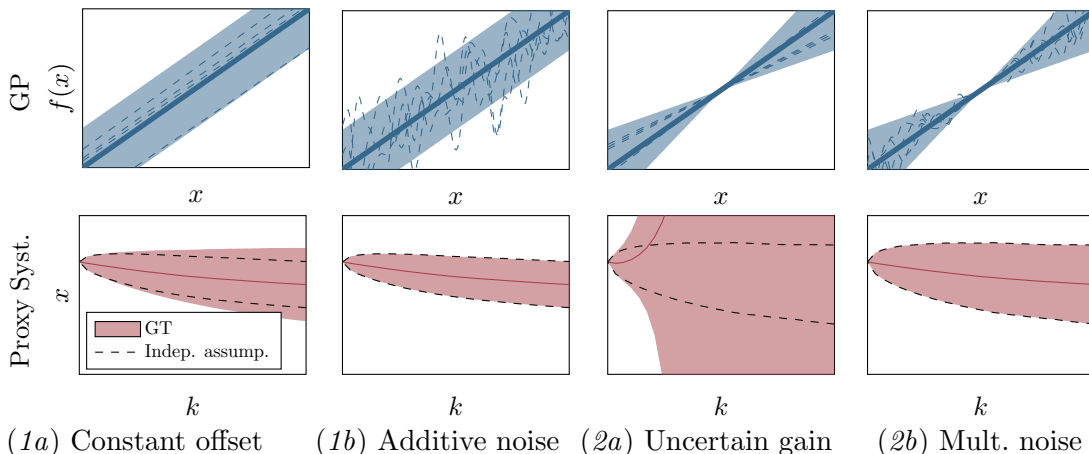 GP
f(x)
x
x
x
x
Proxy Syst.
x
GT
Indep. assump.
k
k
k
k
(1a) Constant offset
(1b) Additive noise
(2a) Uncertain gain
(2b) Mult. noise